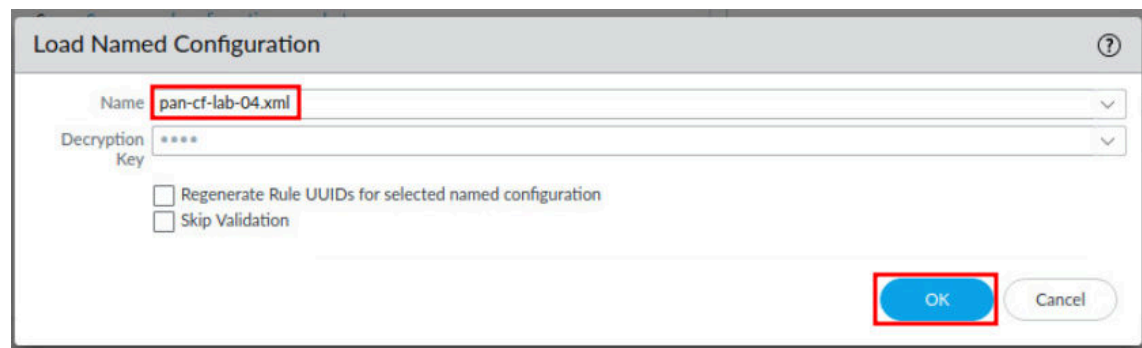 Load Named Configuration
?
Name pan-cf-lab-04.xml
Decryption ****
Key
Regenerate Rule UUIDs for selected named configuration
Skip Validation
OK Cancel